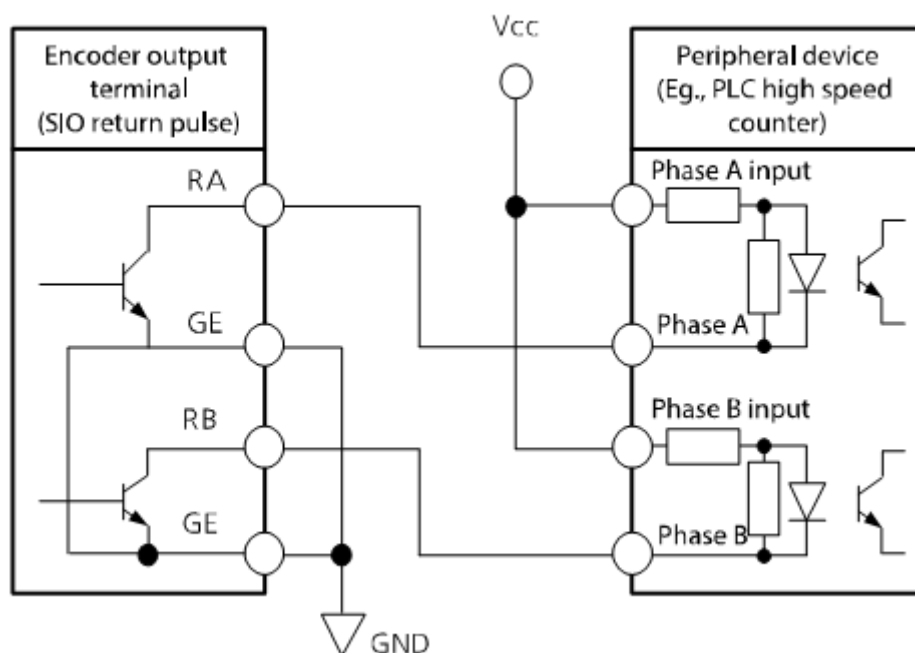 Vcc
Encoder output
terminal
(SIO return pulse)
Peripheral device
(Eg., PLC high speed
counter)
RA
Phase A input
GE
Phase A
RB
Phase B input
GE
Phase B
GND